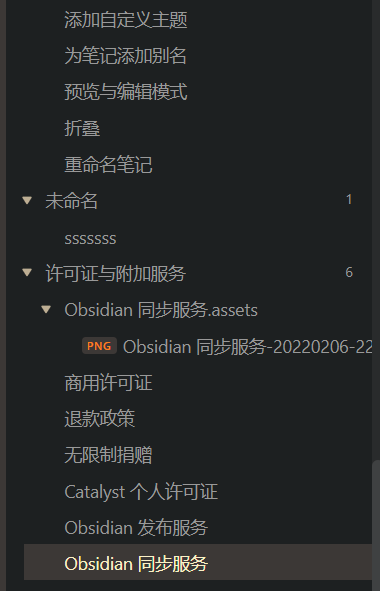 添加自定义主题
为笔记添加别名
预览与编辑模式
折叠
重命名笔记
未命名 1
sssssss
许可证与附加服务 6
Obsidian 同步服务.assets
PNG Obsidian 同步服务-20220206-22
商用许可证
退款政策
无限制捐赠
Catalyst 个人许可证
Obsidian 发布服务
Obsidian 同步服务